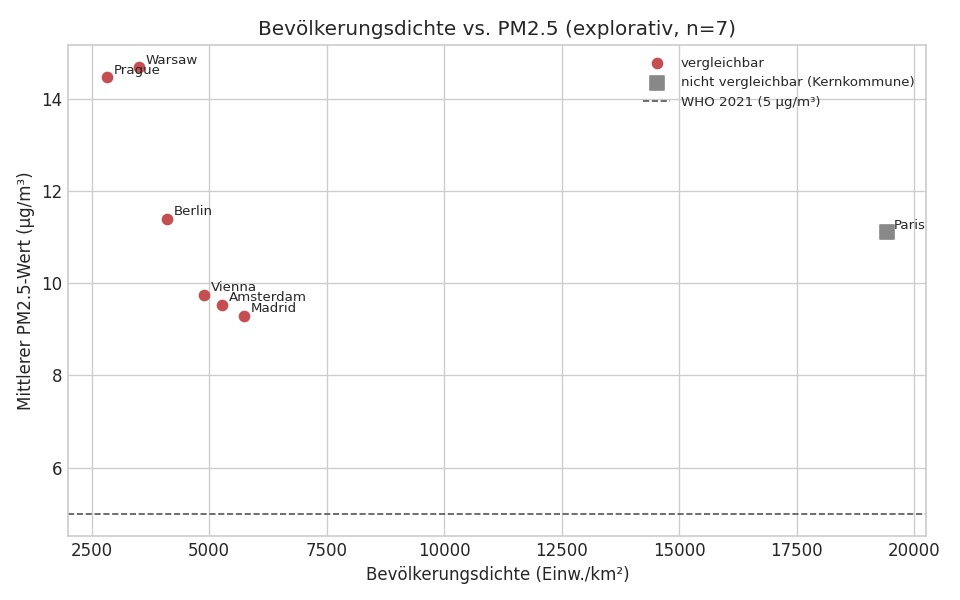 Bevölkerungsdichte vs. PM2.5 (explorativ, n=7)
vergleichbar
nicht vergleichbar (Kernkommune)
WHO 2021 (5 µg/m³)
Warsaw
Prague
Berlin
Paris
Vienna
Amsterdam
Madrid
Mittlerer PM2.5-Wert (µg/m³)
14
12
10
8
6
2500 5000 7500 10000 12500 15000 17500 20000
Bevölkerungsdichte (Einw./km²)